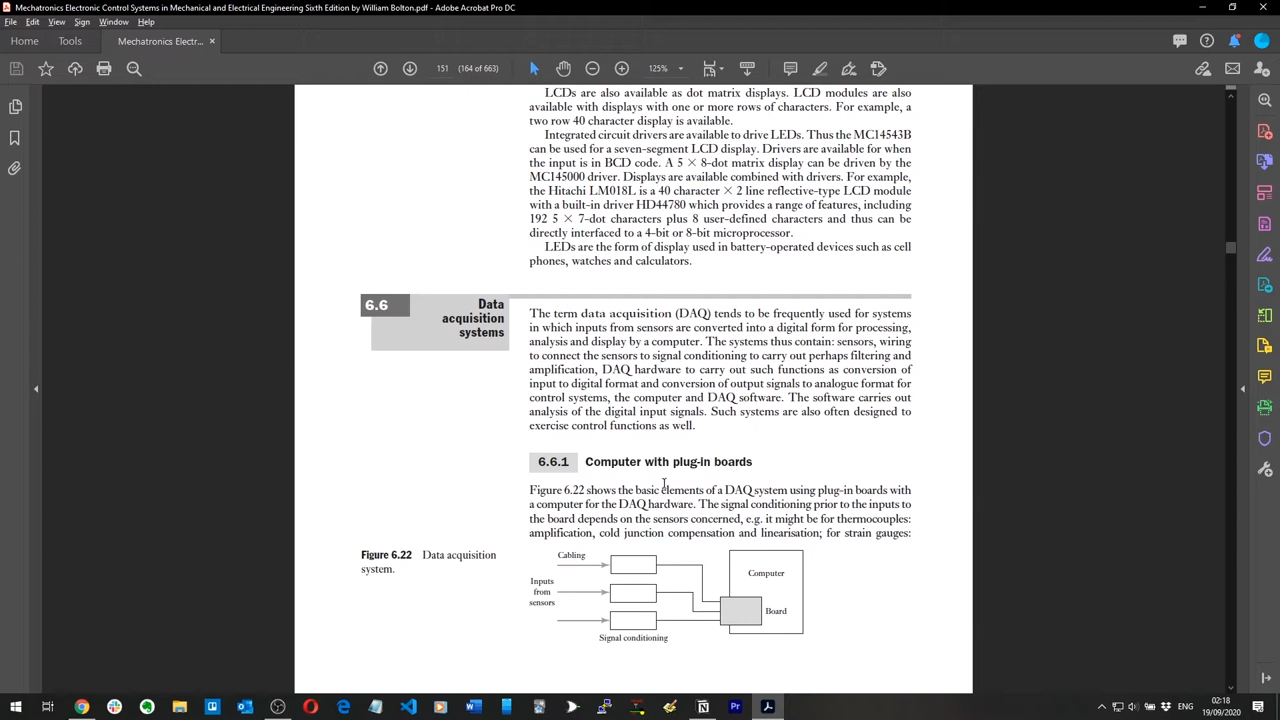 Mechatronics Electronic Control Systems in Mechanical and Electrical Engineering Sixth Edition by William Bolton.pdf - Adobe Acrobat Pro DC
File Edit View Sign Window Help
Home Tools Mechatronics Electr... ×
151 (164 of 663) 125%
LCDs are also available as dot matrix displays. LCD modules are also
available with displays with one or more rows of characters. For example, a
two row 40 character display is available.
Integrated circuit drivers are available to drive LEDs. Thus the MC14543B
can be used for a seven-segment LCD display. Drivers are available for when
the input is in BCD code. A 5 × 8-dot matrix display can be driven by the
MC145000 driver. Displays are available combined with drivers. For example,
the Hitachi LM018L is a 40 character × 2 line reflective-type LCD module
with a built-in driver HD44780 which provides a range of features, including
192 5 × 7-dot characters plus 8 user-defined characters and thus can be
directly interfaced to a 4-bit or 8-bit microprocessor.
LEDs are the form of display used in battery-operated devices such as cell
phones, watches and calculators.
6.6 Data
acquisition
systems
The term data acquisition (DAQ) tends to be frequently used for systems
in which inputs from sensors are converted into a digital form for processing,
analysis and display by a computer. The systems thus contain: sensors, wiring
to connect the sensors to signal conditioning to carry out perhaps filtering and
amplification, DAQ hardware to carry out such functions as conversion of
input to digital format and conversion of output signals to analogue format for
control systems, the computer and DAQ software. The software carries out
analysis of the digital input signals. Such systems are also often designed to
exercise control functions as well.
6.6.1 Computer with plug-in boards
Figure 6.22 shows the basic elements of a DAQ system using plug-in boards with
a computer for the DAQ hardware. The signal conditioning prior to the inputs to
the board depends on the sensors concerned, e.g. it might be for thermocouples:
amplification, cold junction compensation and linearisation; for strain gauges:
Figure 6.22 Data acquisition
system.
Cabling
Computer
Inputs
from
sensors
Board
Signal conditioning
02:18
19/09/2020